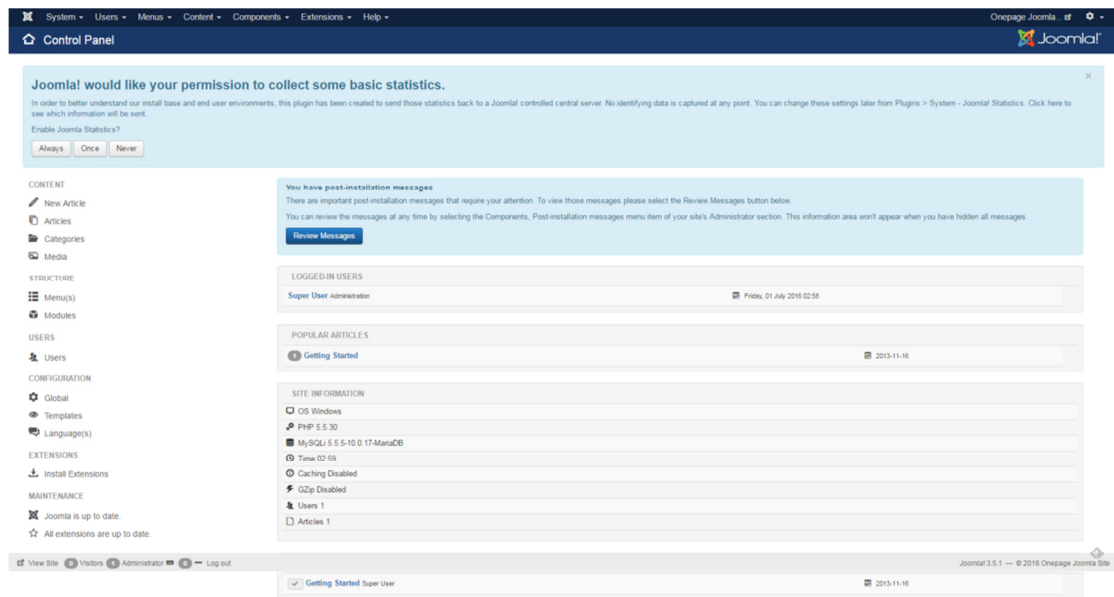 System Users Menus Content Components Extensions Help Onepage Joomla...
Control Panel Joomla!
Joomla! would like your permission to collect some basic statistics.
In order to better understand our install base and end user environments, this plugin has been created to send those statistics back to a Joomla! controlled central server. No identifying data is captured at any point. You can change these settings later from Plugins > System - Joomla! Statistics. Click here to
see which information will be sent.
Enable Joomla Statistics?
Always Once Never
CONTENT
New Article
Articles
Categories
Media
STRUCTURE
Menu(s)
Modules
USERS
Users
CONFIGURATION
Global
Templates
Language(s)
EXTENSIONS
Install Extensions
MAINTENANCE
Joomla is up to date.
All extensions are up to date.
You have post-installation messages
There are important post-installation messages that require your attention. To view those messages please select the Review Messages button below.
You can review the messages at any time by selecting the Components, Post-installation messages menu item of your site's Administrator section. This information area won't appear when you have hidden all messages.
Review Messages
LOGGED-IN USERS
Super User Administration Friday, 01 July 2016 02:58
POPULAR ARTICLES
1 Getting Started 2013-11-16
SITE INFORMATION
OS Windows
PHP 5.5.30
MySQLi 5.5.5-10.0.17-MariaDB
Time 02:59
Caching Disabled
GZip Disabled
Users 1
Articles 1
View Site 0 Visitors 1 Administrator 0 Log out Joomla! 3.5.1 — © 2016 Onepage Joomla Site
Getting Started Super User 2013-11-16